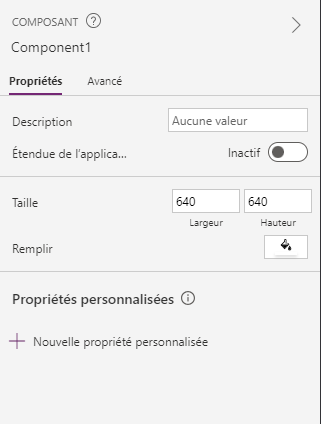 COMPOSANT ?
Component1
Propriétés Avancé
Description Aucune valeur
Étendue de l'applica... Inactif
Taille 640 640
Largeur Hauteur
Remplir
Propriétés personnalisées
Nouvelle propriété personnalisée